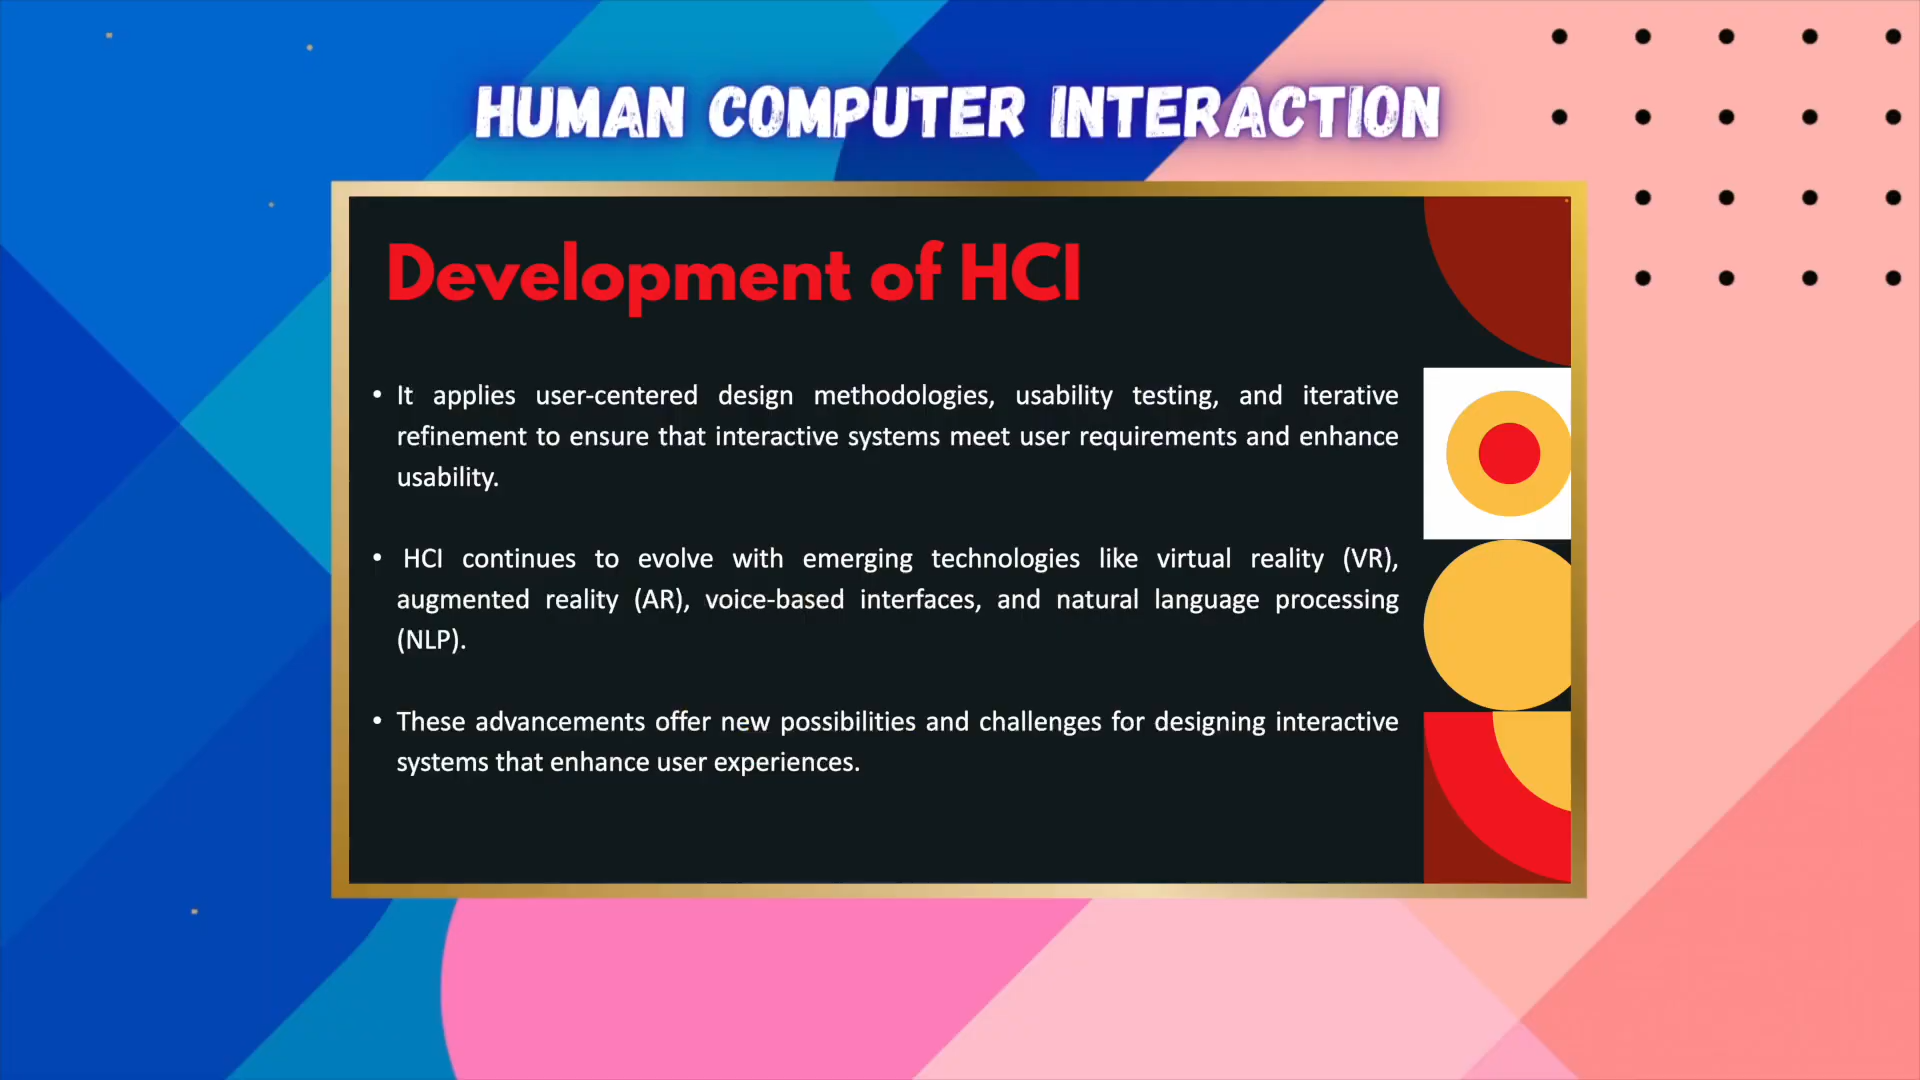 HUMAN COMPUTER INTERACTION
Development of HCI
• It applies user-centered design methodologies, usability testing, and iterative
refinement to ensure that interactive systems meet user requirements and enhance
usability.
• HCI continues to evolve with emerging technologies like virtual reality (VR),
augmented reality (AR), voice-based interfaces, and natural language processing
(NLP).
• These advancements offer new possibilities and challenges for designing interactive
systems that enhance user experiences.